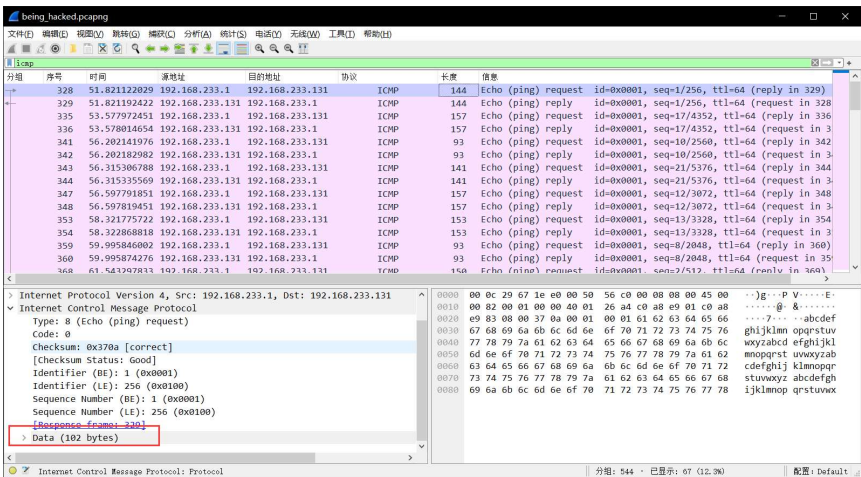 being_hacked.pcapng
文件(F) 编辑(E) 视图(V) 跳转(G) 捕获(C) 分析(A) 统计(S) 电话(Y) 无线(W) 工具(T) 帮助(H)
icmp
分组 序号 时间 源地址 目的地址 协议 长度 信息
328 51.821122029 192.168.233.1 192.168.233.131 ICMP 144 Echo (ping) request id=0x0001, seq=1/256, ttl=64 (reply in 329)
329 51.821192422 192.168.233.131 192.168.233.1 ICMP 144 Echo (ping) reply id=0x0001, seq=1/256, ttl=64 (request in 328
335 53.577972451 192.168.233.1 192.168.233.131 ICMP 157 Echo (ping) request id=0x0001, seq=17/4352, ttl=64 (reply in 336
336 53.578014654 192.168.233.131 192.168.233.1 ICMP 157 Echo (ping) reply id=0x0001, seq=17/4352, ttl=64 (request in 3
341 56.202141976 192.168.233.1 192.168.233.131 ICMP 93 Echo (ping) request id=0x0001, seq=10/2560, ttl=64 (reply in 342
342 56.202182982 192.168.233.131 192.168.233.1 ICMP 93 Echo (ping) reply id=0x0001, seq=10/2560, ttl=64 (request in 34
343 56.315306788 192.168.233.1 192.168.233.131 ICMP 141 Echo (ping) request id=0x0001, seq=21/5376, ttl=64 (reply in 344
344 56.315335569 192.168.233.131 192.168.233.1 ICMP 141 Echo (ping) reply id=0x0001, seq=21/5376, ttl=64 (request in 34
347 56.597791851 192.168.233.1 192.168.233.131 ICMP 157 Echo (ping) request id=0x0001, seq=12/3072, ttl=64 (reply in 348
348 56.597819451 192.168.233.131 192.168.233.1 ICMP 157 Echo (ping) reply id=0x0001, seq=12/3072, ttl=64 (request in 34
353 58.321775722 192.168.233.1 192.168.233.131 ICMP 153 Echo (ping) request id=0x0001, seq=13/3328, ttl=64 (reply in 354
354 58.322868818 192.168.233.131 192.168.233.1 ICMP 153 Echo (ping) reply id=0x0001, seq=13/3328, ttl=64 (request in 3
359 59.995846002 192.168.233.1 192.168.233.131 ICMP 93 Echo (ping) request id=0x0001, seq=8/2048, ttl=64 (reply in 360)
360 59.995874276 192.168.233.131 192.168.233.1 ICMP 93 Echo (ping) reply id=0x0001, seq=8/2048, ttl=64 (request in 35
368 61.543297833 192.168.233.1 192.168.233.131 ICMP 150 Echo (ping) request id=0x0001, seq=2/512, ttl=64 (reply in 369)
Internet Protocol Version 4, Src: 192.168.233.1, Dst: 192.168.233.131
Internet Control Message Protocol
Type: 8 (Echo (ping) request)
Code: 0
Checksum: 0x370a [correct]
[Checksum Status: Good]
Identifier (BE): 1 (0x0001)
Identifier (LE): 256 (0x0100)
Sequence Number (BE): 1 (0x0001)
Sequence Number (LE): 256 (0x0100)
[Response frame: 329]
Data (102 bytes)
0000 00 0c 29 67 1e e0 00 50 56 c0 00 08 08 00 45 00 ··)g···P V·····E·
0010 00 82 00 01 00 00 40 01 26 a4 c0 a8 e9 01 c0 a8 ······@· &·······
0020 e9 83 08 00 37 0a 00 01 00 01 61 62 63 64 65 66 ····7··· ··abcdef
0030 67 68 69 6a 6b 6c 6d 6e 6f 70 71 72 73 74 75 76 ghijklmn opqrstuv
0040 77 78 79 7a 61 62 63 64 65 66 67 68 69 6a 6b 6c wxyzabcd efghijkl
0050 6d 6e 6f 70 71 72 73 74 75 76 77 78 79 7a 61 62 mnopqrst uvwxyzab
0060 63 64 65 66 67 68 69 6a 6b 6c 6d 6e 6f 70 71 72 cdefghij klmnopqr
0070 73 74 75 76 77 78 79 7a 61 62 63 64 65 66 67 68 stuvwxyz abcdefgh
0080 69 6a 6b 6c 6d 6e 6f 70 71 72 73 74 75 76 77 78 ijklmnop qrstuvwx
Internet Control Message Protocol: Protocol
分组: 544 · 已显示: 67 (12.3%)
配置: Default